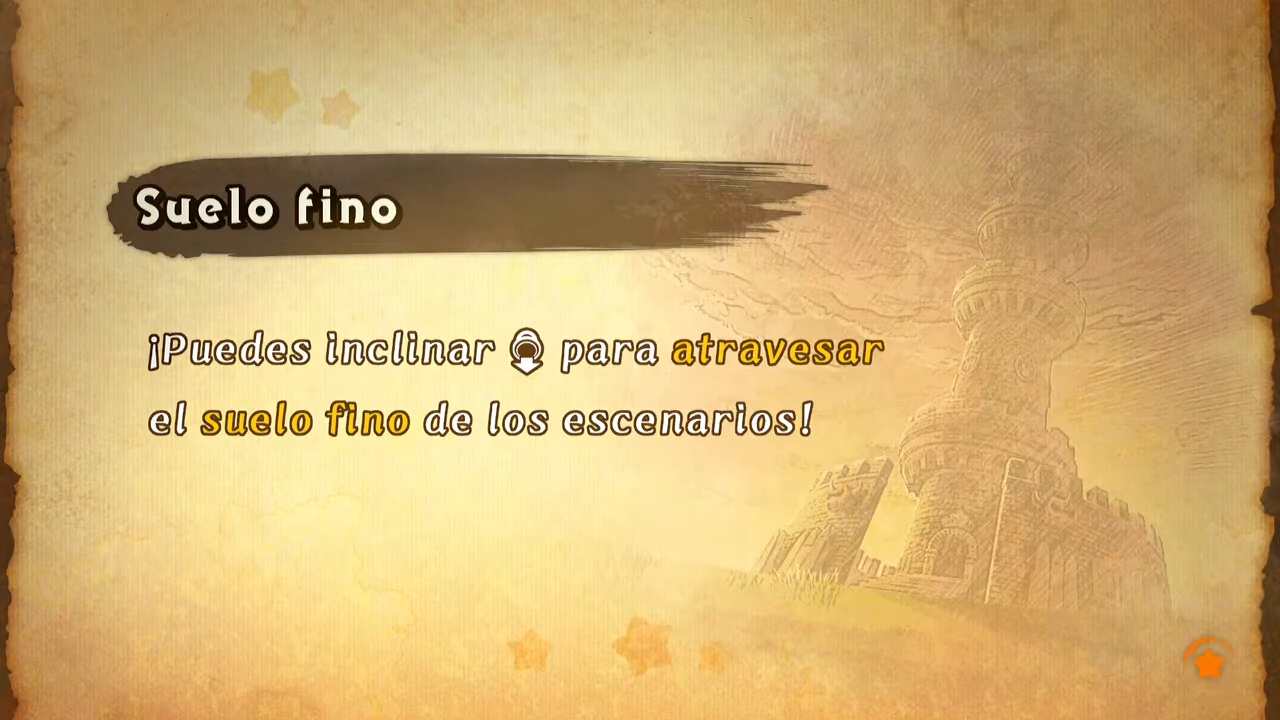 Suelo fino
¡Puedes inclinar para atravesar
el suelo fino de los escenarios!